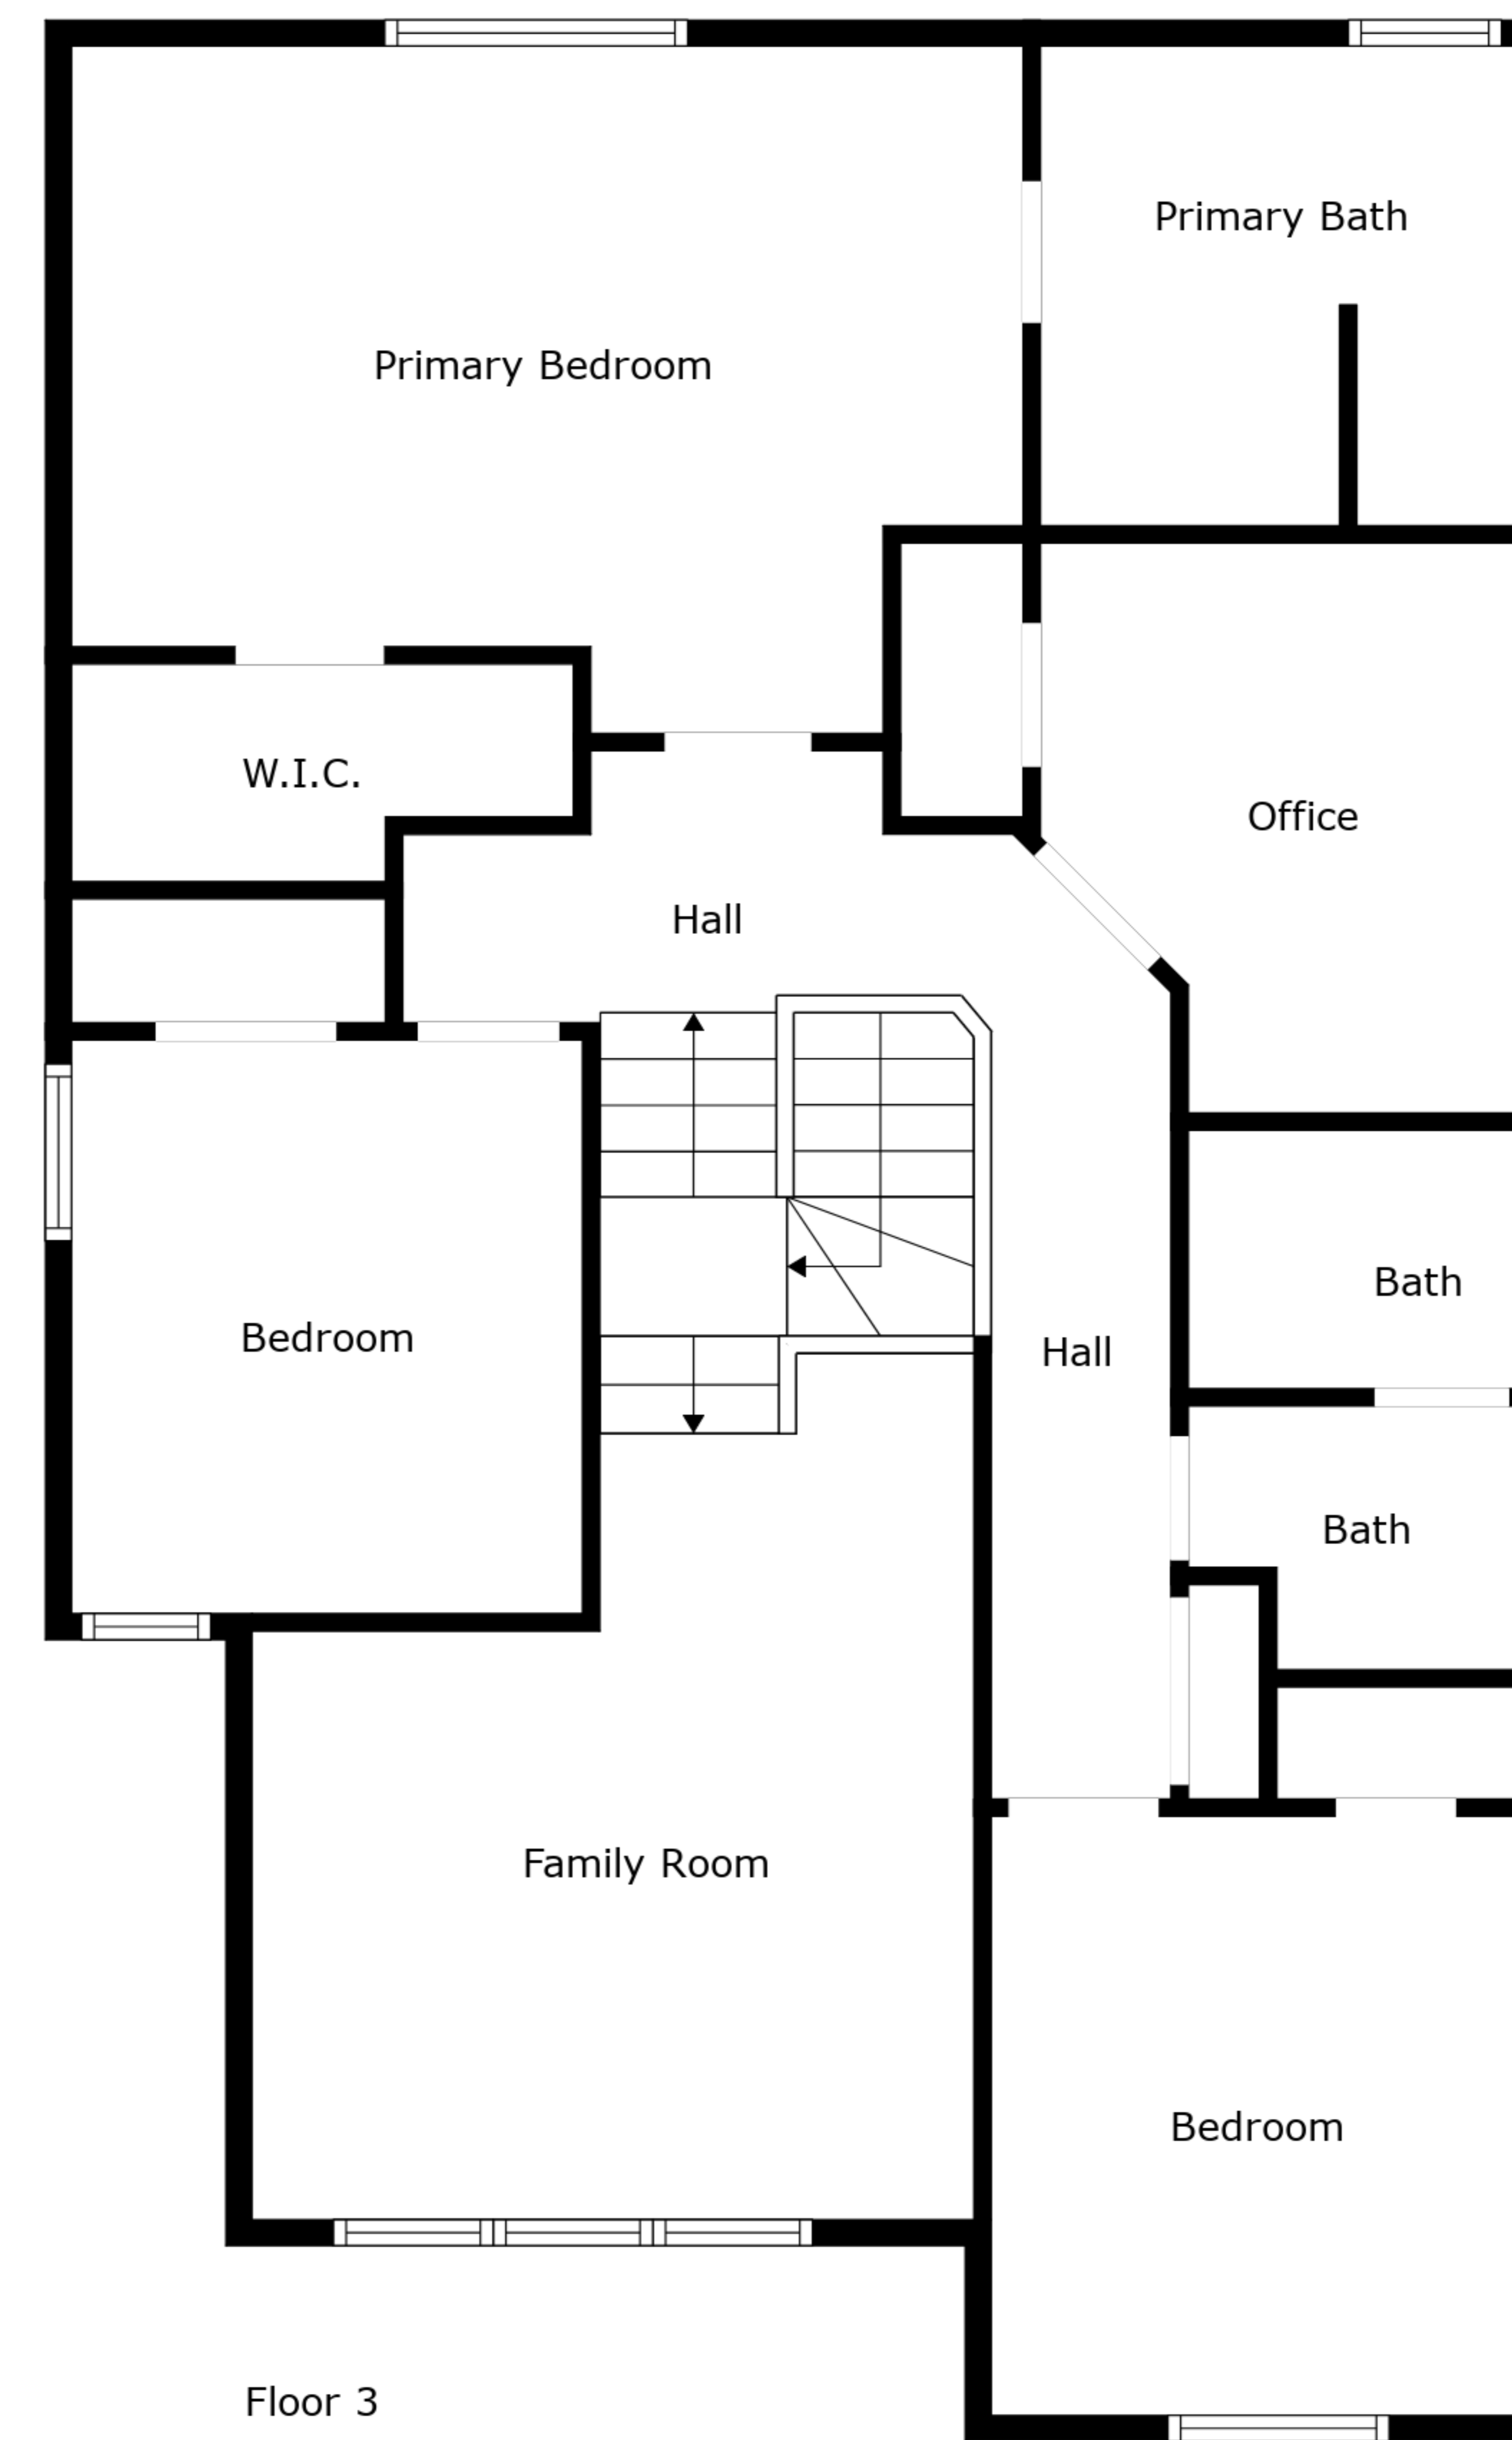 Primary Bath
Primary Bedroom
W.I.C.
Office
Hall
Bath
Bedroom
Hall
Bath
Family Room
Bedroom
Floor 3